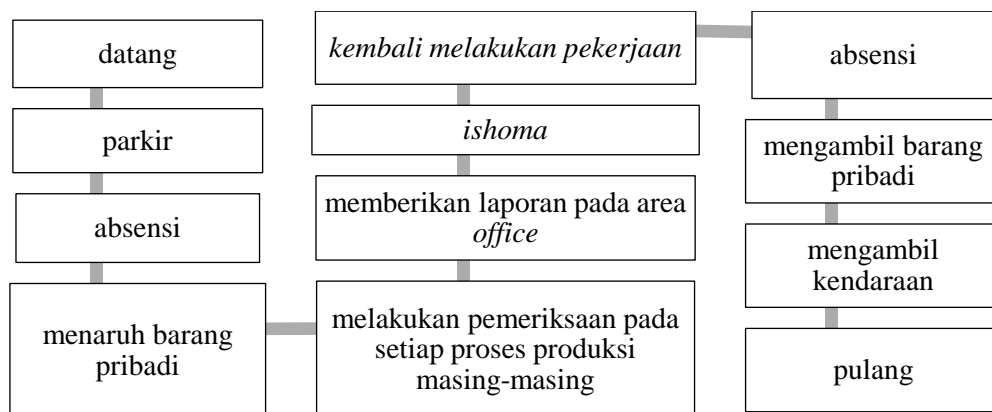 datang
parkir
absensi
menaruh barang
pribadi
melakukan pemeriksaan pada
setiap proses produksi
masing-masing
memberikan laporan pada area
office
ishoma
kembali melakukan pekerjaan
absensi
mengambil barang
pribadi
mengambil
kendaraan
pulang